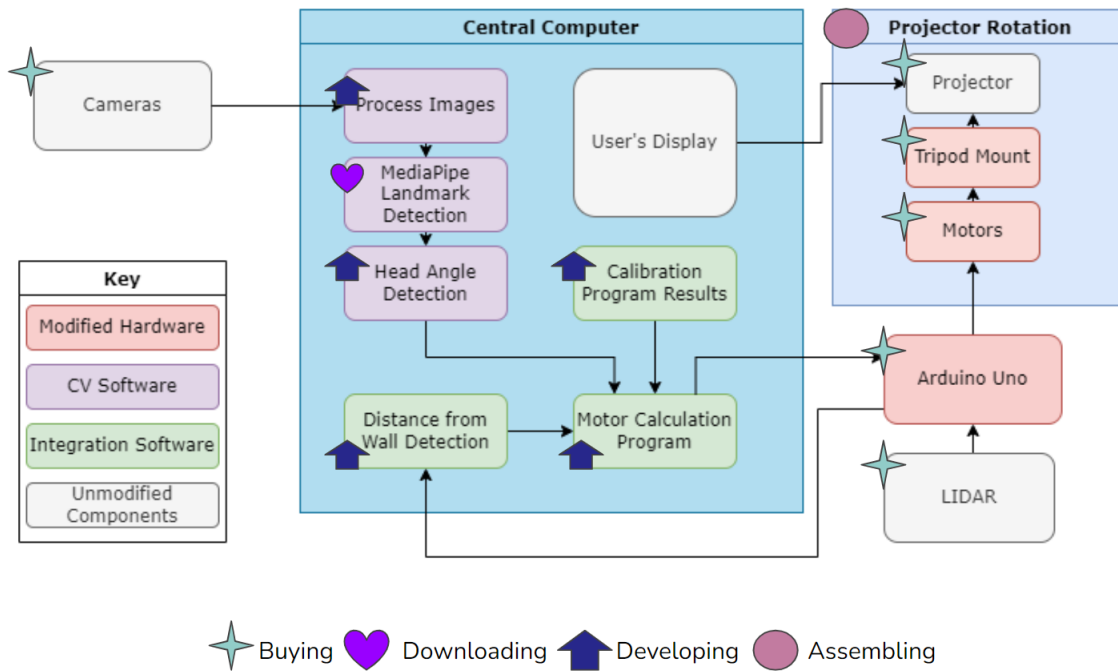 Central Computer
Projector Rotation
Cameras
Process Images
User's Display
Projector
MediaPipe
Landmark
Detection
Tripod Mount
Motors
Head Angle
Detection
Calibration
Program Results
Key
Modified Hardware
CV Software
Integration Software
Unmodified
Components
Distance from
Wall Detection
Motor Calculation
Program
Arduino Uno
LIDAR
Buying
Downloading
Developing
Assembling